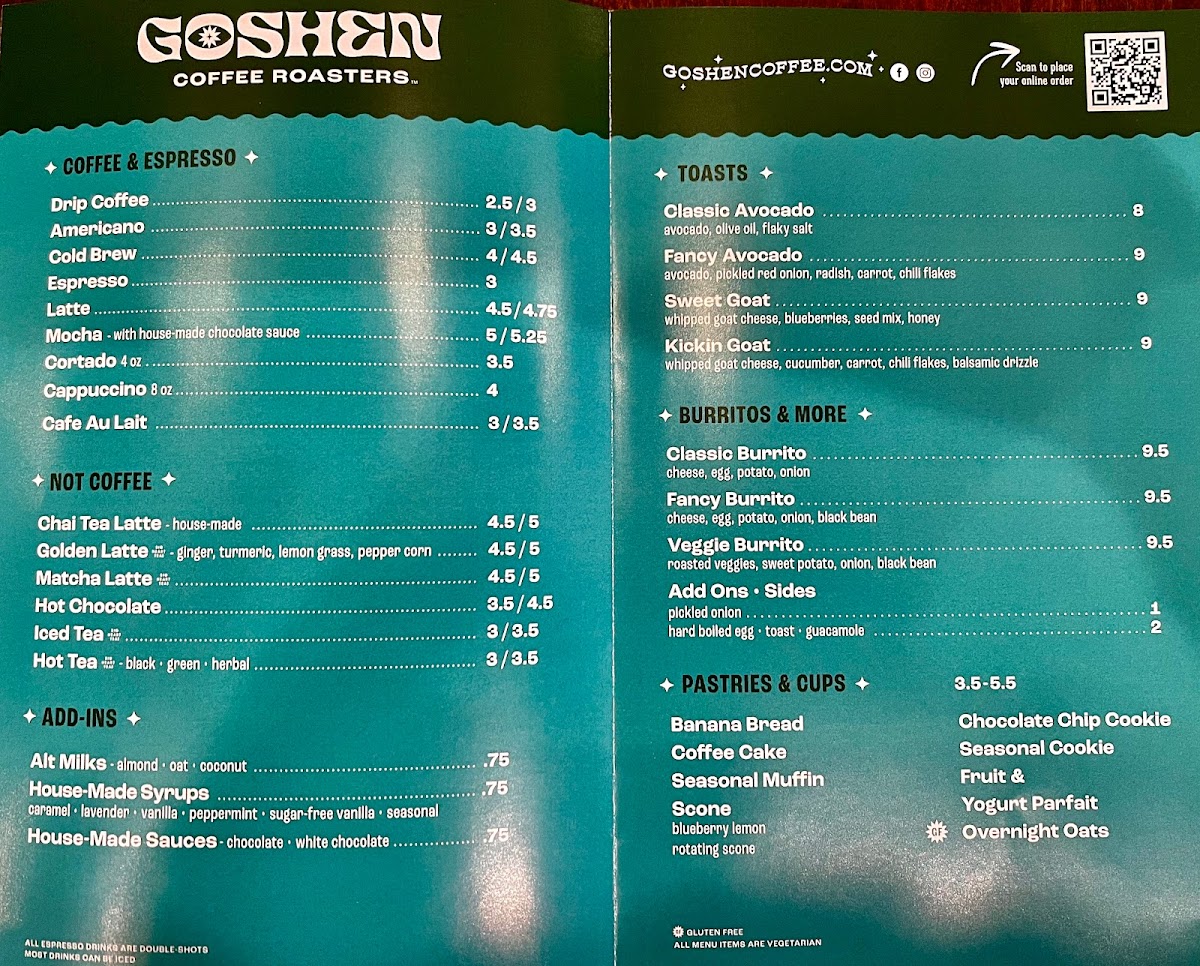 GOSHEN
COFFEE ROASTERS™
COFFEE & ESPRESSO
Drip Coffee 2.5 / 3
Americano 3 / 3.5
Cold Brew 4 / 4.5
Espresso 3
Latte 4.5 / 4.75
Mocha - with house-made chocolate sauce 5 / 5.25
Cortado 4 oz 3.5
Cappuccino 8 oz 4
Cafe Au Lait 3 / 3.5
NOT COFFEE
Chai Tea Latte - house-made 4.5 / 5
Golden Latte - ginger, turmeric, lemon grass, pepper corn 4.5 / 5
Matcha Latte 4.5 / 5
Hot Chocolate 3.5 / 4.5
Iced Tea 3 / 3.5
Hot Tea - black • green • herbal 3 / 3.5
ADD-INS
Alt Milks - almond • oat • coconut .75
House-Made Syrups .75
caramel • lavender • vanilla • peppermint • sugar-free vanilla • seasonal
House-Made Sauces - chocolate • white chocolate .75
ALL ESPRESSO DRINKS ARE DOUBLE-SHOTS
MOST DRINKS CAN BE ICED
GOSHENCOFFEE.COM
Scan to place
your online order
TOASTS
Classic Avocado 8
avocado, olive oil, flaky salt
Fancy Avocado 9
avocado, pickled red onion, radish, carrot, chili flakes
Sweet Goat 9
whipped goat cheese, blueberries, seed mix, honey
Kickin Goat 9
whipped goat cheese, cucumber, carrot, chili flakes, balsamic drizzle
BURRITOS & MORE
Classic Burrito 9.5
cheese, egg, potato, onion
Fancy Burrito 9.5
cheese, egg, potato, onion, black bean
Veggie Burrito 9.5
roasted veggies, sweet potato, onion, black bean
Add Ons • Sides
pickled onion 1
hard boiled egg • toast • guacamole 2
PASTRIES & CUPS 3.5-5.5
Banana Bread
Coffee Cake
Seasonal Muffin
Scone
blueberry lemon
rotating scone
Chocolate Chip Cookie
Seasonal Cookie
Fruit &
Yogurt Parfait
GF Overnight Oats
GF GLUTEN FREE
ALL MENU ITEMS ARE VEGETARIAN